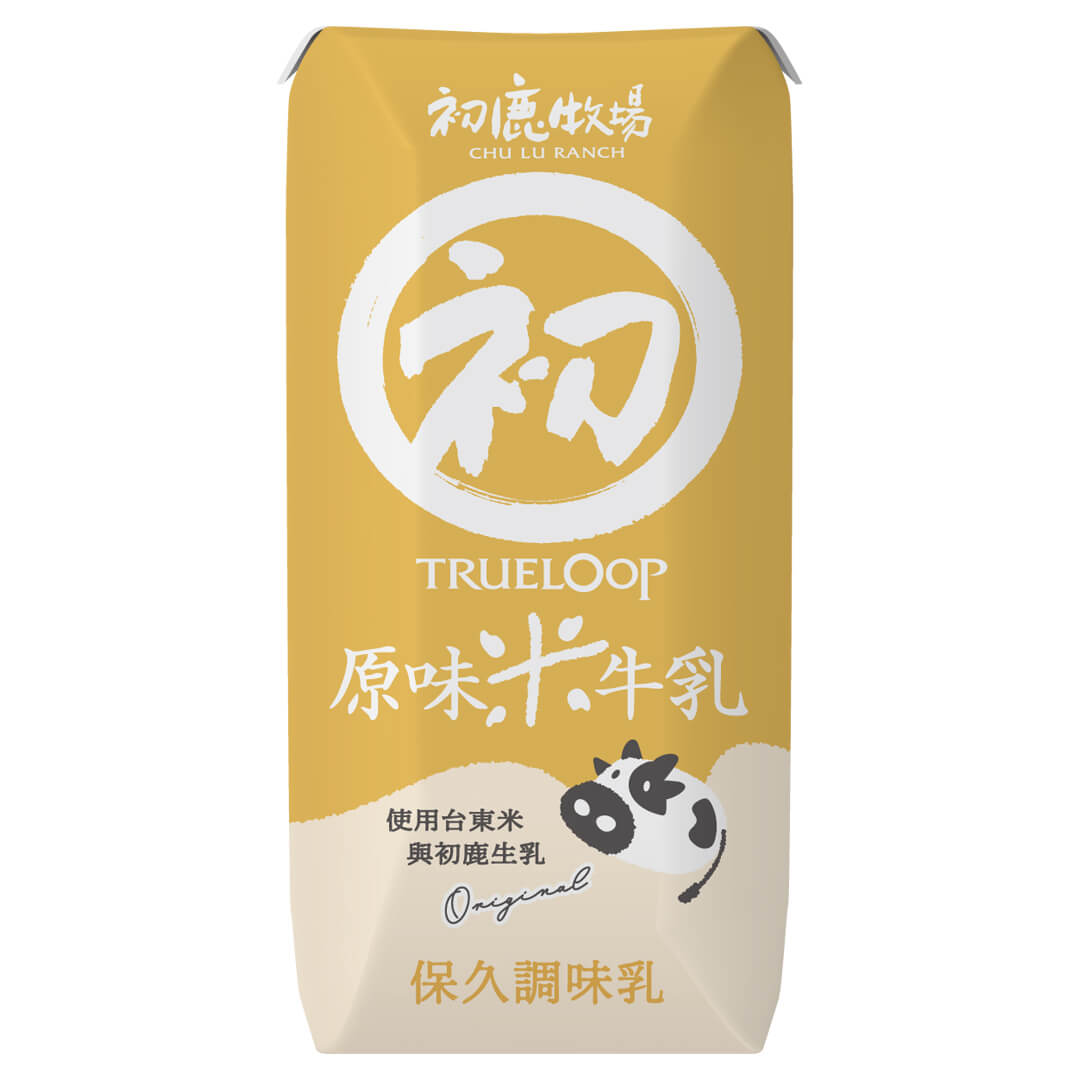 初鹿牧場
CHU LU RANCH
初
TRUELOOP
原味米牛乳
使用台東米
與初鹿生乳
Original
保久調味乳